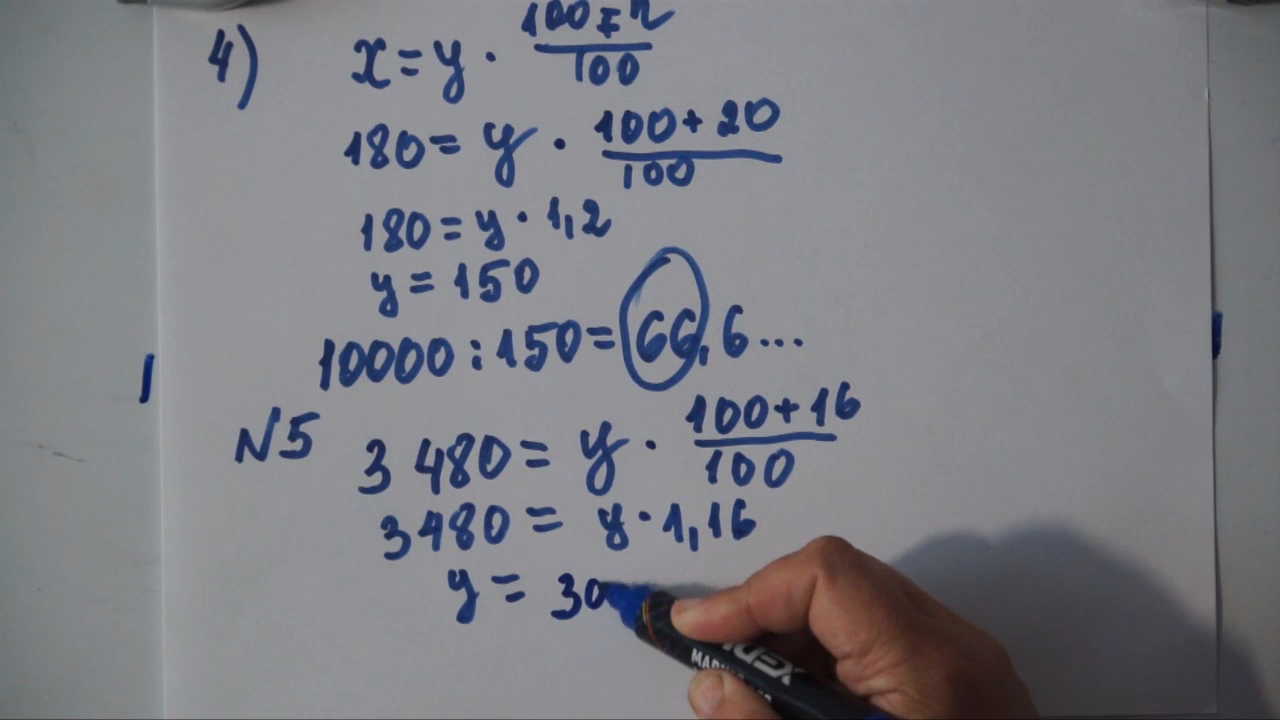 4) x = y · 100 ∓ r / 100
180 = y · 100 + 20 / 100
180 = y · 1,2
y = 150
10000 : 150 = 66,6...
N5 3 480 = y · 100 + 16 / 100
3480 = y · 1,16
y = 30